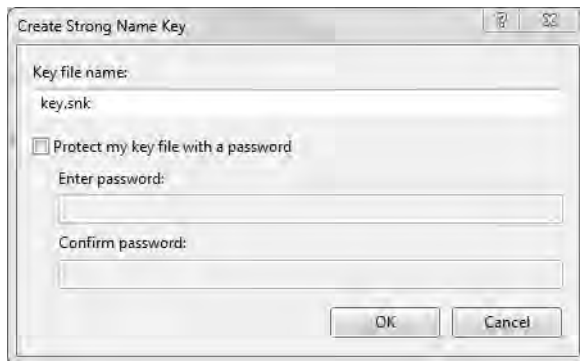 Create Strong Name Key
Key file name:
key.snk
Protect my key file with a password
Enter password:
Confirm password:
OK
Cancel